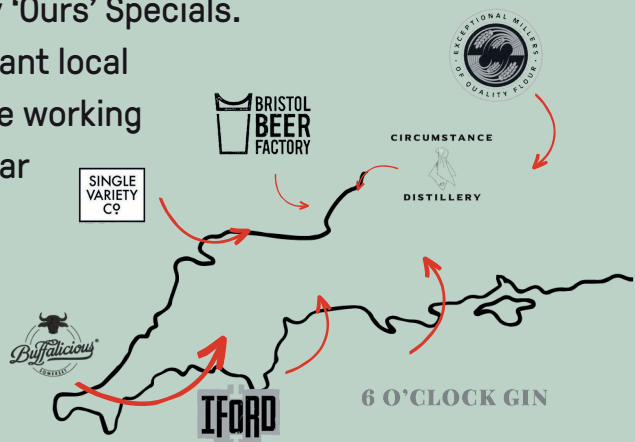 ‘Ours’ Specials.
ant local
e working
ar
EXCEPTIONAL MILLERS
OF QUALITY FLOUR
BRISTOL
BEER
FACTORY
CIRCUMSTANCE
DISTILLERY
SINGLE
VARIETY
Cº
Buffalicious
SOMERSET
IFORD
6 O’CLOCK GIN